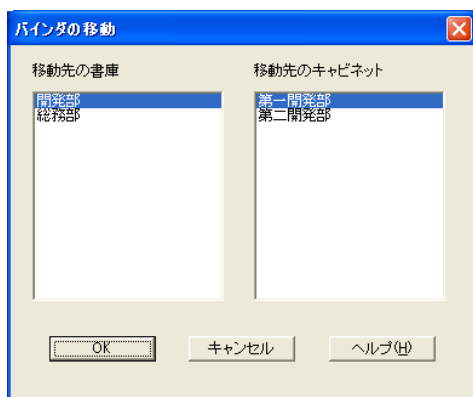 バインダの移動
移動先の書庫
移動先のキャビネット
開発部
総務部
第一開発部
第二開発部
OK
キャンセル
ヘルプ(H)